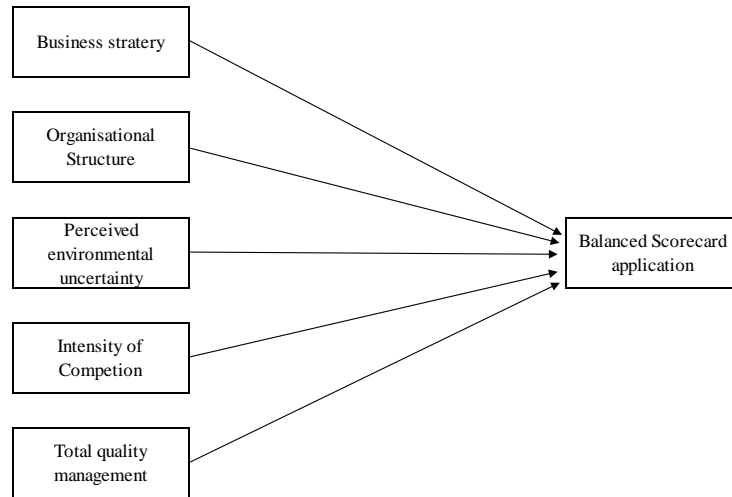 Business stratery
Organisational
Structure
Perceived
environmental
uncertainty
Intensity of
Competion
Total quality
management
Balanced Scorecard
application